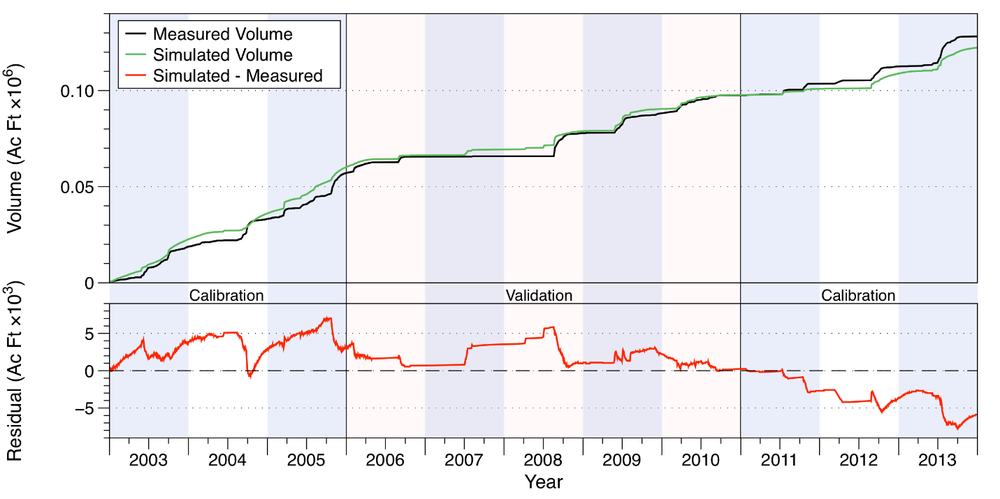 Measured Volume
Simulated Volume
Simulated - Measured
Volume (Ac Ft ×10⁶)
0.10
0.05
0
Calibration
Validation
Calibration
Residual (Ac Ft ×10³)
5
0
−5
2003 2004 2005 2006 2007 2008 2009 2010 2011 2012 2013
Year